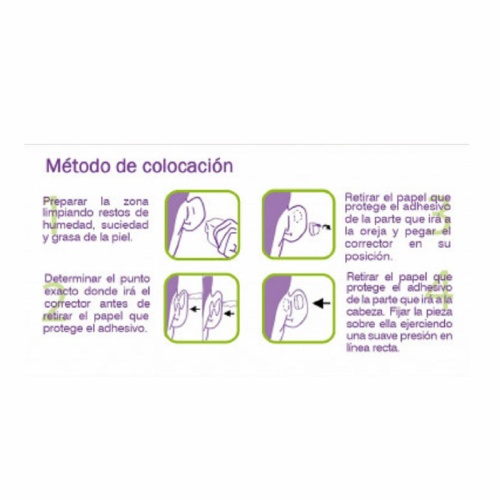 Método de colocación
1
Preparar la zona
limpiando restos de
humedad, suciedad
y grasa de la piel.
2
Determinar el punto
exacto donde irá el
corrector antes de
retirar el papel que
protege el adhesivo.
3
Retirar el papel que
protege el adhesivo
de la parte que irá a
la oreja y pegar el
corrector en su
posición.
4
Retirar el papel que
protege el adhesivo
de la parte que irá a la
cabeza. Fijar la pieza
sobre ella ejerciendo
una suave presión en
línea recta.